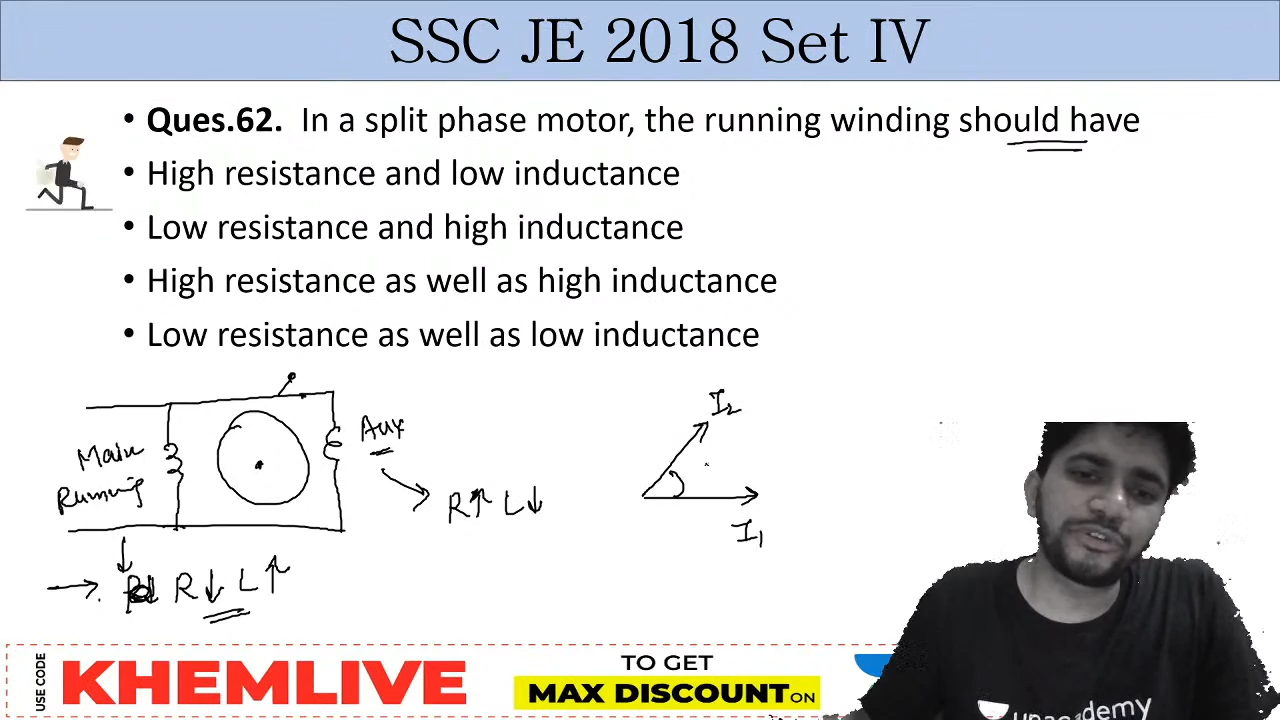 SSC JE 2018 Set IV
• Ques.62. In a split phase motor, the running winding should have
• High resistance and low inductance
• Low resistance and high inductance
• High resistance as well as high inductance
• Low resistance as well as low inductance
Main
Running
Aux
R↑ L↓
R↓ L↑
I2
I1
USE CODE
KHEMLIVE
TO GET
MAX DISCOUNT ON
unacademy